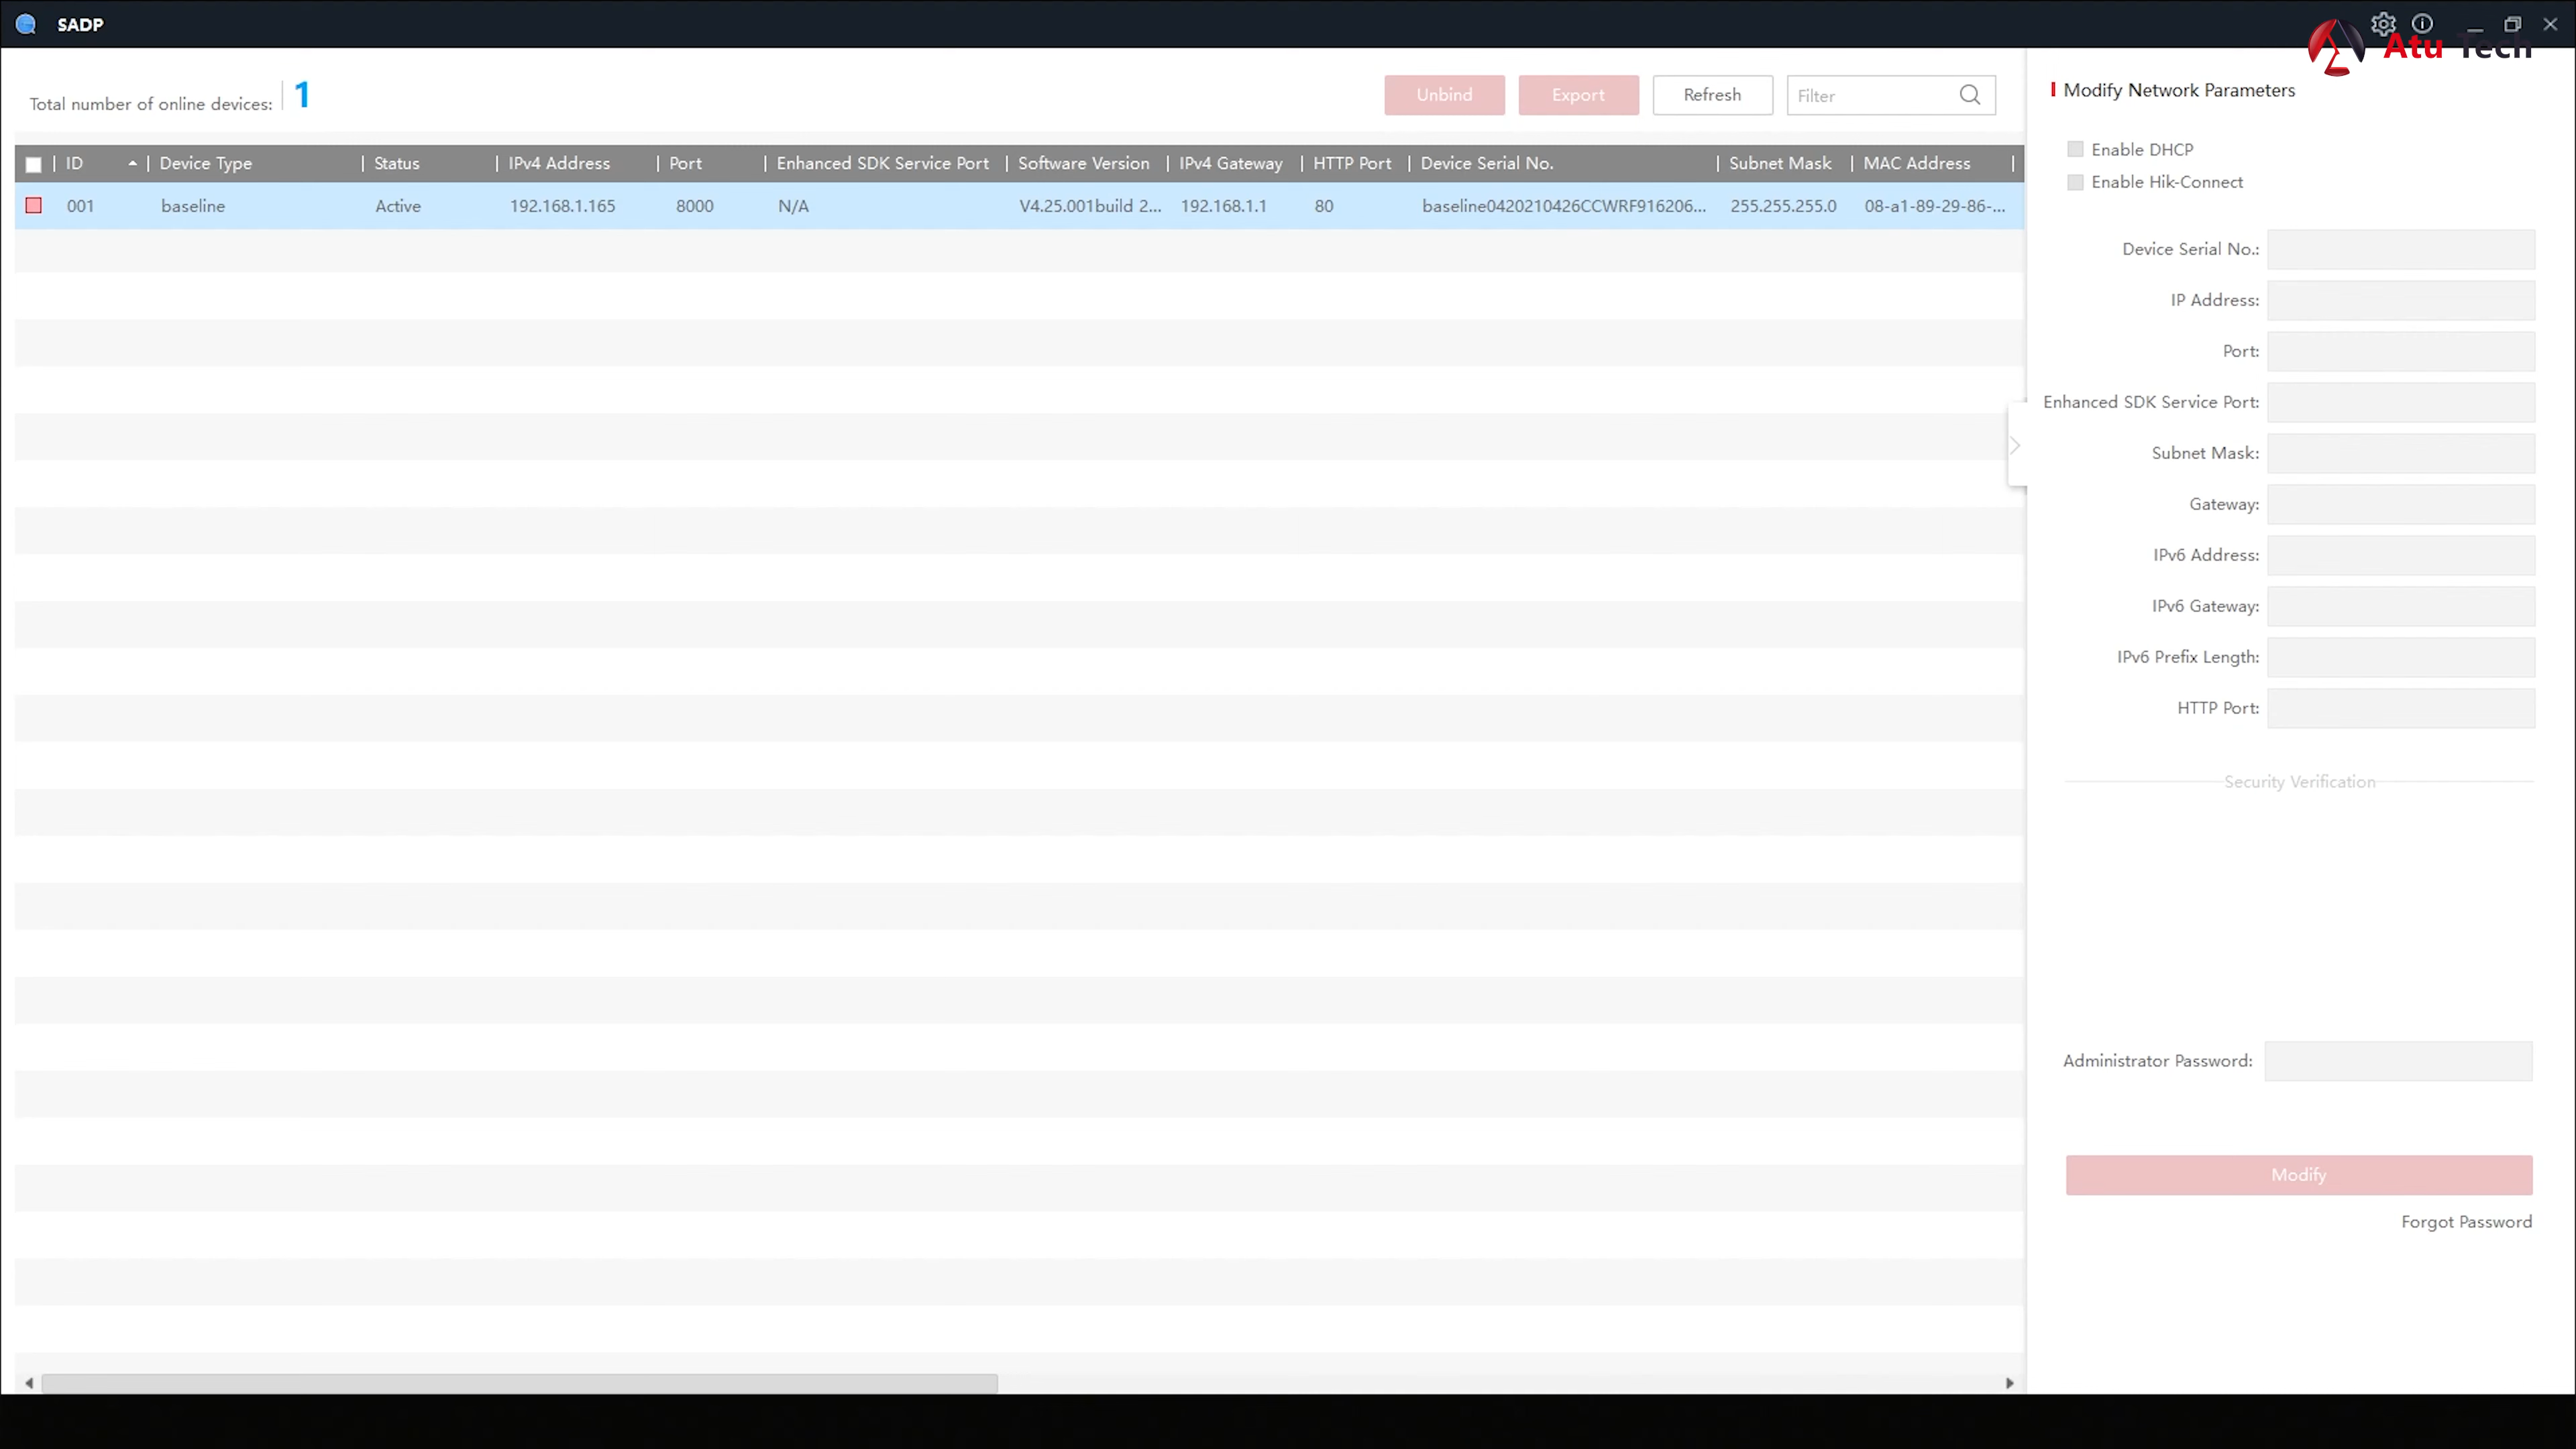 SADP
Atu Tech
Total number of online devices: 1
Unbind
Export
Refresh
Filter
ID
Device Type
Status
IPv4 Address
Port
Enhanced SDK Service Port
Software Version
IPv4 Gateway
HTTP Port
Device Serial No.
Subnet Mask
MAC Address
001
baseline
Active
192.168.1.165
8000
N/A
V4.25.001build 2...
192.168.1.1
80
baseline0420210426CCWRF916206...
255.255.255.0
08-a1-89-29-86-...
Modify Network Parameters
Enable DHCP
Enable Hik-Connect
Device Serial No.:
IP Address:
Port:
Enhanced SDK Service Port:
Subnet Mask:
Gateway:
IPv6 Address:
IPv6 Gateway:
IPv6 Prefix Length:
HTTP Port:
Security Verification
Administrator Password:
Modify
Forgot Password